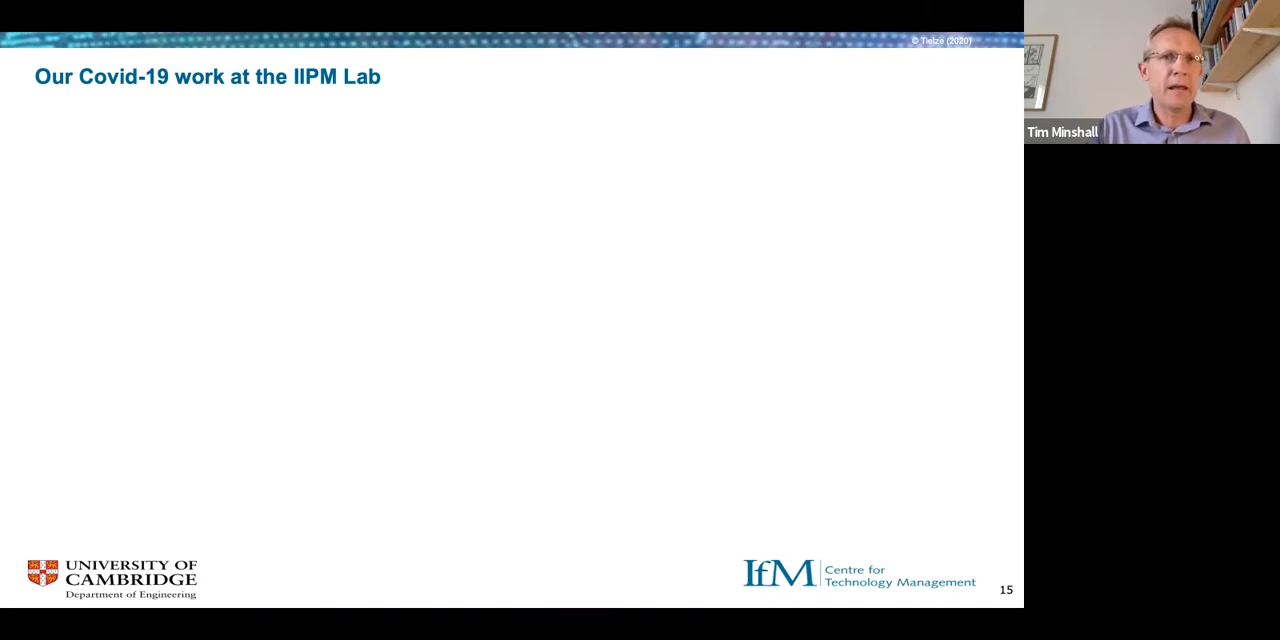 © Tietze (2020)
Our Covid-19 work at the IIPM Lab
Tim Minshall
UNIVERSITY OF
CAMBRIDGE
Department of Engineering
IfM
Centre for
Technology Management
15